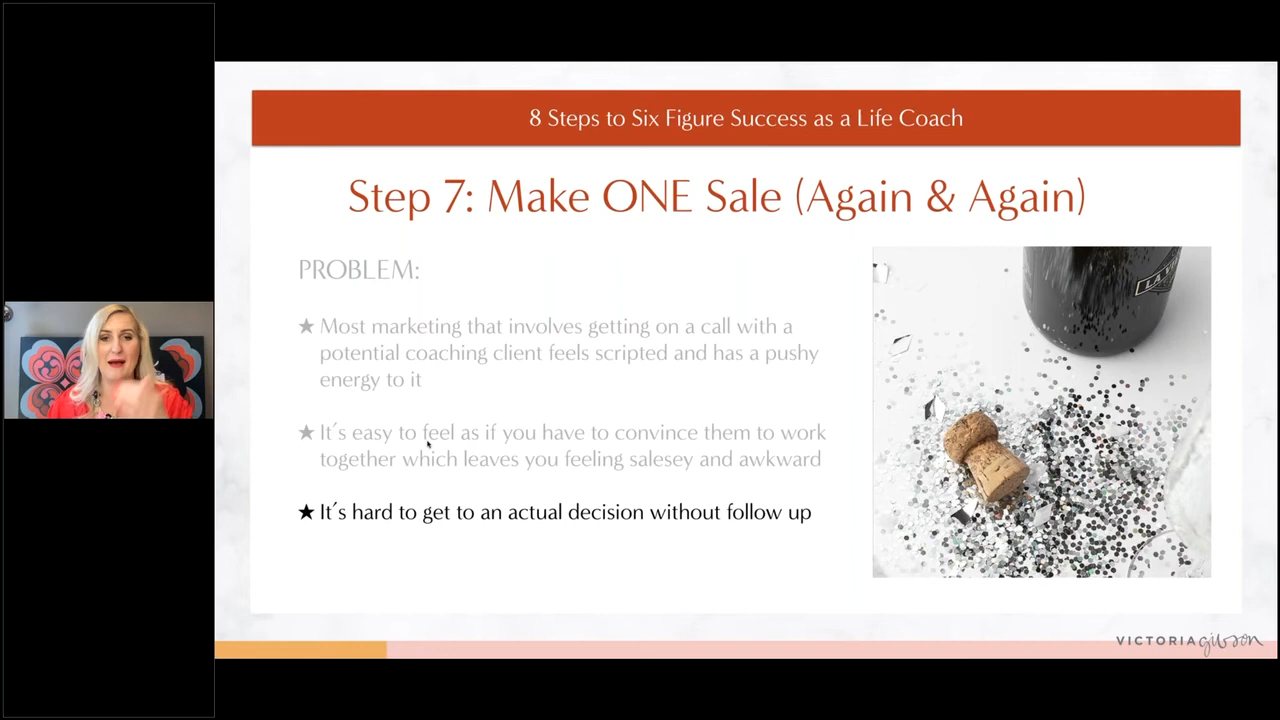 8 Steps to Six Figure Success as a Life Coach
Step 7: Make ONE Sale (Again & Again)
PROBLEM:
★ Most marketing that involves getting on a call with a
potential coaching client feels scripted and has a pushy
energy to it
★ It´s easy to feel as if you have to convince them to work
together which leaves you feeling salesey and awkward
★ It´s hard to get to an actual decision without follow up
VICTORIA gibson